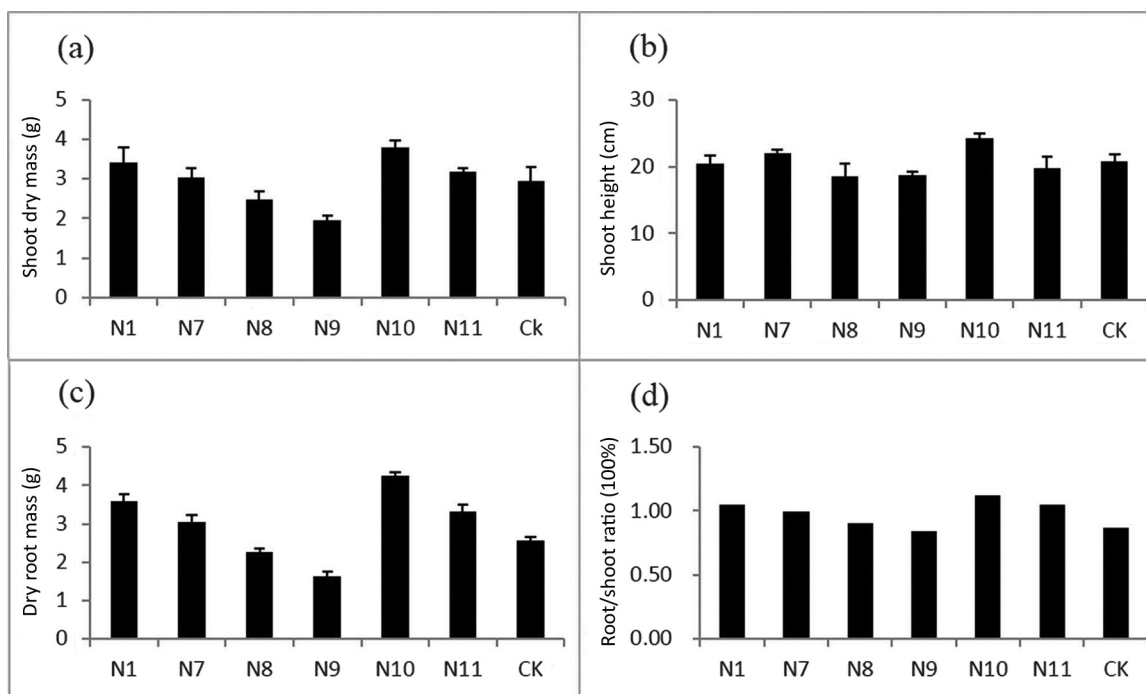 (a)
Shoot dry mass (g)
5
4
3
2
1
0
N1 N7 N8 N9 N10 N11 Ck
(b)
Shoot height (cm)
30
20
10
0
N1 N7 N8 N9 N10 N11 CK
(c)
Dry root mass (g)
5
4
3
2
1
0
N1 N7 N8 N9 N10 N11 CK
(d)
Root/shoot ratio (100%)
1.50
1.00
0.50
0.00
N1 N7 N8 N9 N10 N11 CK